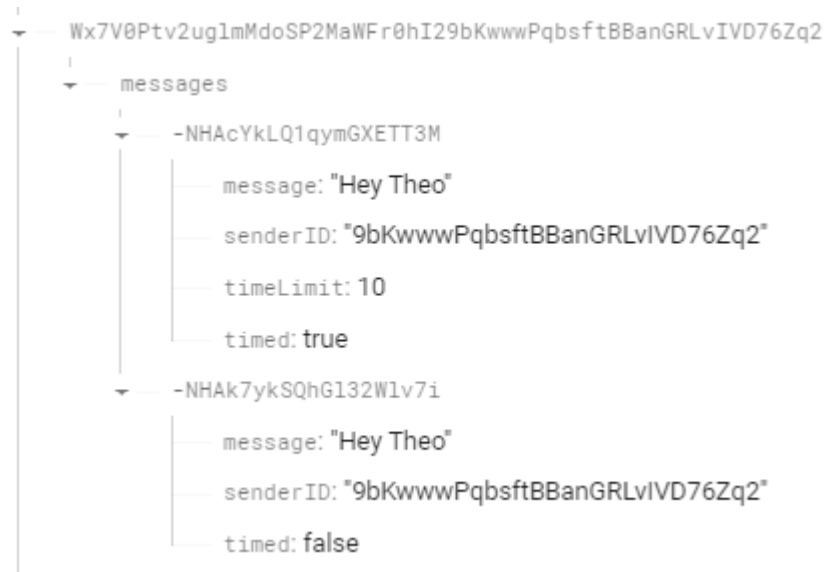 Wx7V0Ptv2uglmMdoSP2MaWFr0hI29bKwwwPqbsftBBanGRLvIVD76Zq2
messages
-NHAcYkLQ1qymGXETT3M
message: "Hey Theo"
senderID: "9bKwwwPqbsftBBanGRLvIVD76Zq2"
timeLimit: 10
timed: true
-NHAk7ykSQhGl32Wlv7i
message: "Hey Theo"
senderID: "9bKwwwPqbsftBBanGRLvIVD76Zq2"
timed: false